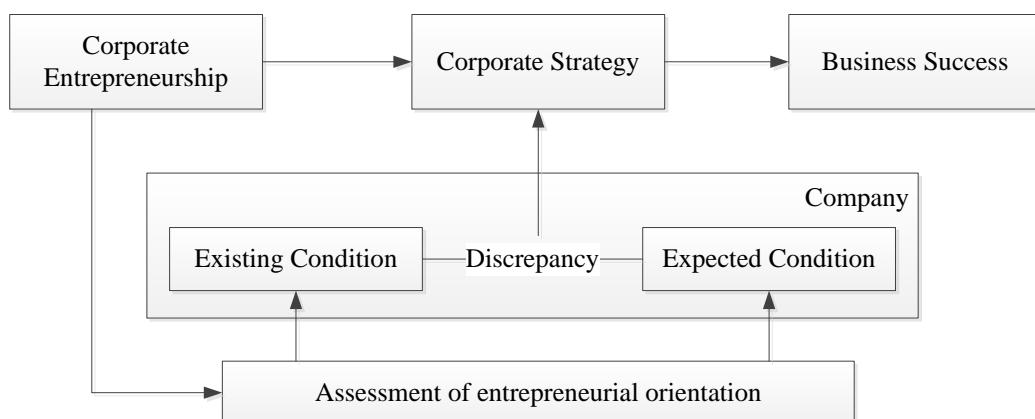 Corporate
Entrepreneurship
Corporate Strategy
Business Success
Company
Existing Condition
Discrepancy
Expected Condition
Assessment of entrepreneurial orientation